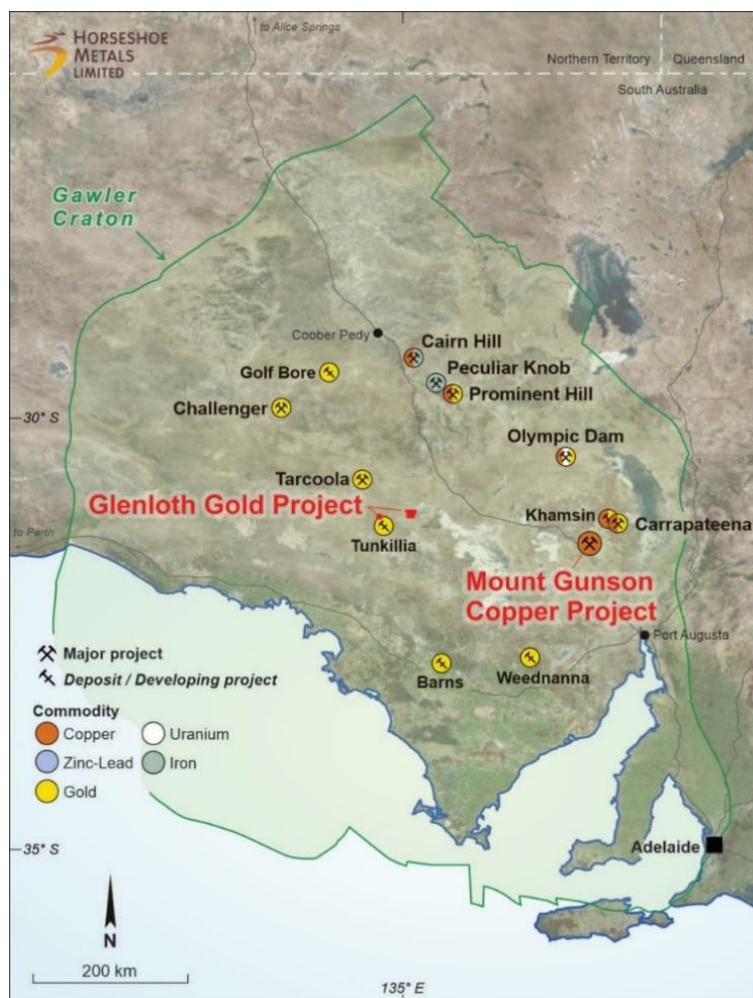 HORSESHOE
METALS
LIMITED
to Alice Springs
Northern Territory
Queensland
South Australia
Gawler
Craton
Coober Pedy
Cairn Hill
Golf Bore
Peculiar Knob
Prominent Hill
30° S
Challenger
Olympic Dam
Tarcoola
Glenloth Gold Project
Khamsin
Carrapateena
to Perth
Tunkillia
Mount Gunson
Copper Project
Port Augusta
Major project
Deposit / Developing project
Barns
Weednanna
Commodity
Copper
Uranium
Zinc-Lead
Iron
Gold
35° S
Adelaide
N
200 km
135° E